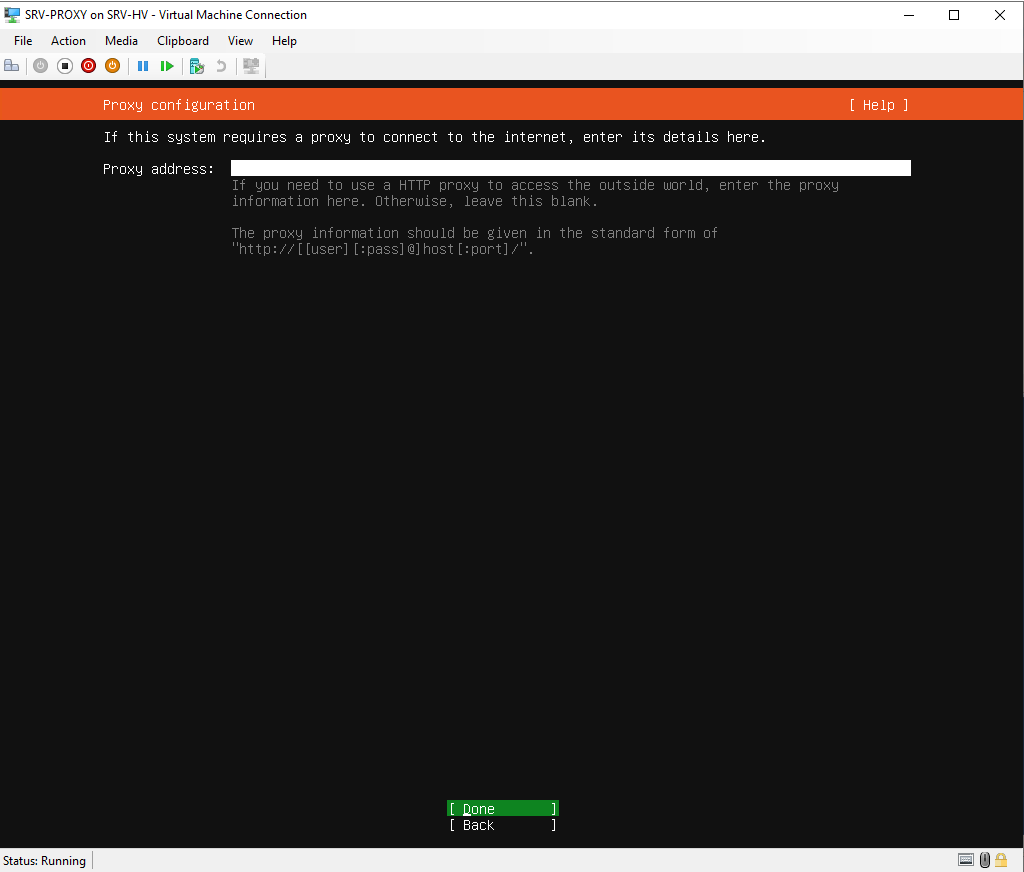 SRV-PROXY on SRV-HV - Virtual Machine Connection
File Action Media Clipboard View Help
Proxy configuration [ Help ]
If this system requires a proxy to connect to the internet, enter its details here.
Proxy address:
If you need to use a HTTP proxy to access the outside world, enter the proxy
information here. Otherwise, leave this blank.
The proxy information should be given in the standard form of
"http://[[user][:pass]@]host[:port]/".
[ Done ]
[ Back ]
Status: Running